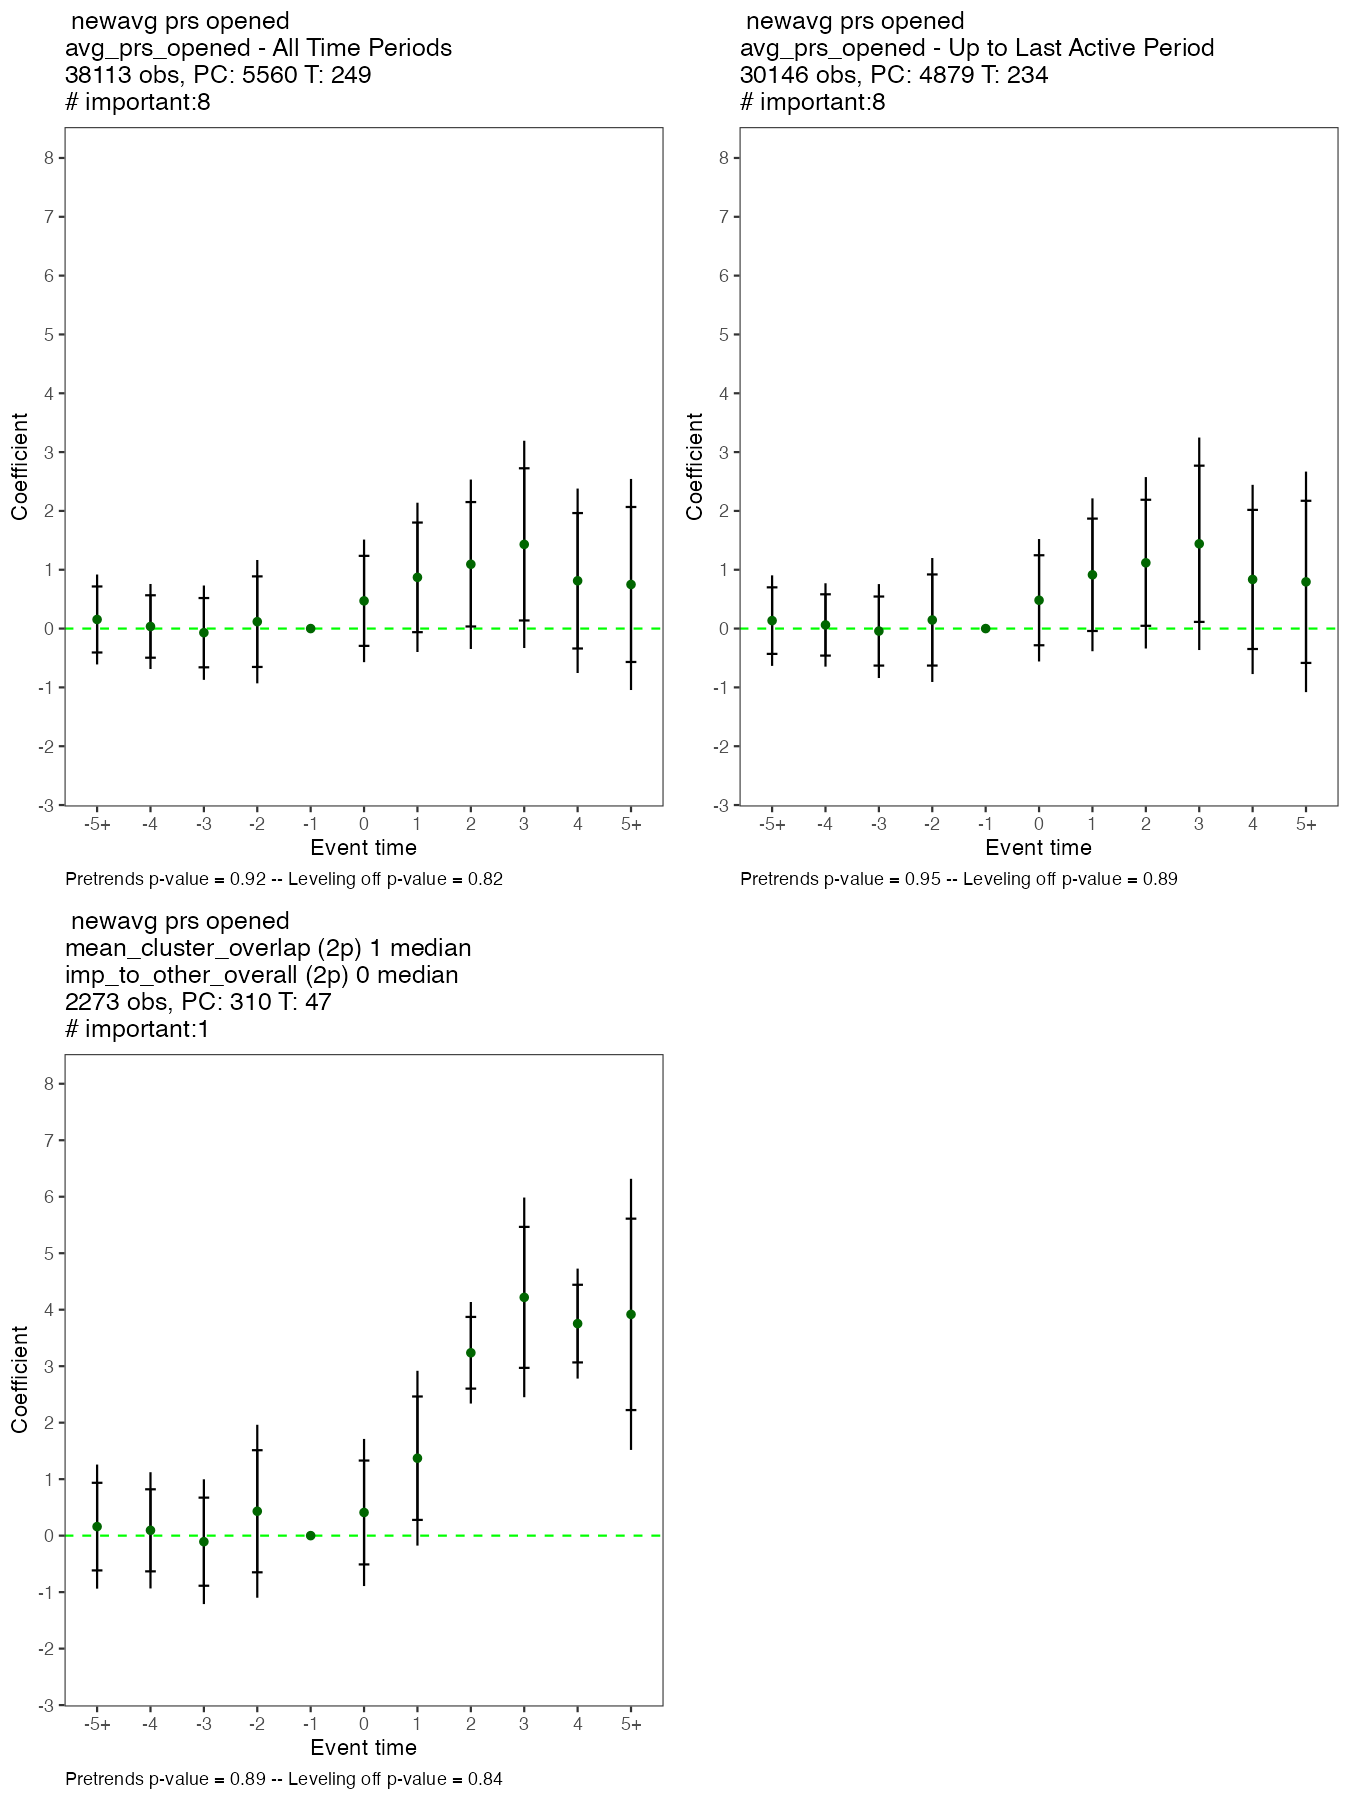 newavg prs opened
avg_prs_opened - All Time Periods
38113 obs, PC: 5560 T: 249
# important:8
8
7
6
5
4
3
2
1
0
-1
-2
-3
Coefficient
-5+ -4 -3 -2 -1 0 1 2 3 4 5+
Event time
Pretrends p-value = 0.92 -- Leveling off p-value = 0.82
newavg prs opened
avg_prs_opened - Up to Last Active Period
30146 obs, PC: 4879 T: 234
# important:8
8
7
6
5
4
3
2
1
0
-1
-2
-3
Coefficient
-5+ -4 -3 -2 -1 0 1 2 3 4 5+
Event time
Pretrends p-value = 0.95 -- Leveling off p-value = 0.89
newavg prs opened
mean_cluster_overlap (2p) 1 median
imp_to_other_overall (2p) 0 median
2273 obs, PC: 310 T: 47
# important:1
8
7
6
5
4
3
2
1
0
-1
-2
-3
Coefficient
-5+ -4 -3 -2 -1 0 1 2 3 4 5+
Event time
Pretrends p-value = 0.89 -- Leveling off p-value = 0.84